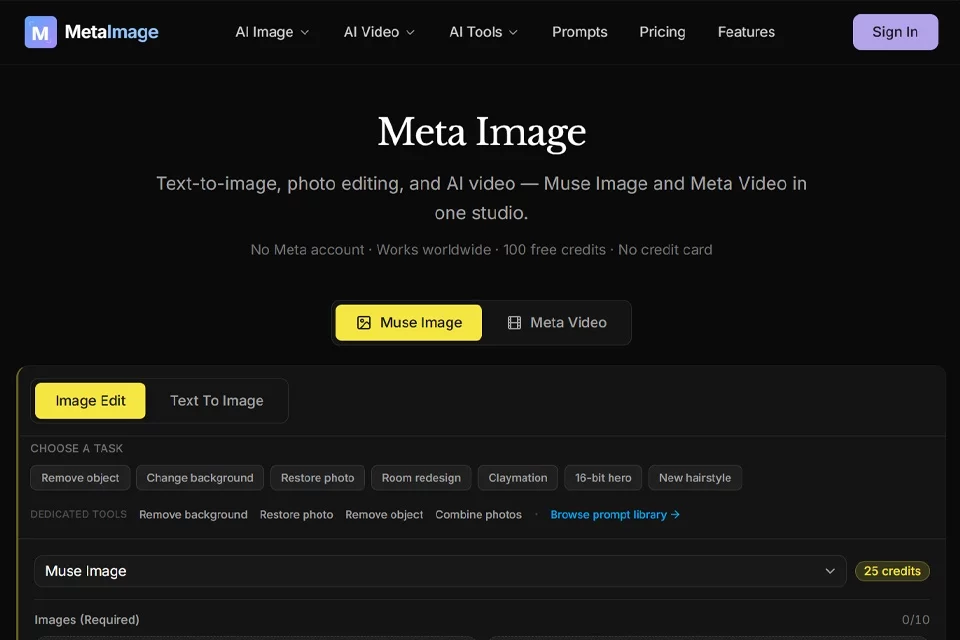 M MetaImage AI Image AI Video AI Tools Prompts Pricing Features Sign In
Meta Image
Text-to-image, photo editing, and AI video — Muse Image and Meta Video in
one studio.
No Meta account · Works worldwide · 100 free credits · No credit card
Muse Image Meta Video
Image Edit Text To Image
CHOOSE A TASK
Remove object Change background Restore photo Room redesign Claymation 16-bit hero New hairstyle
DEDICATED TOOLS Remove background Restore photo Remove object Combine photos · Browse prompt library →
Muse Image 25 credits
Images (Required) 0/10